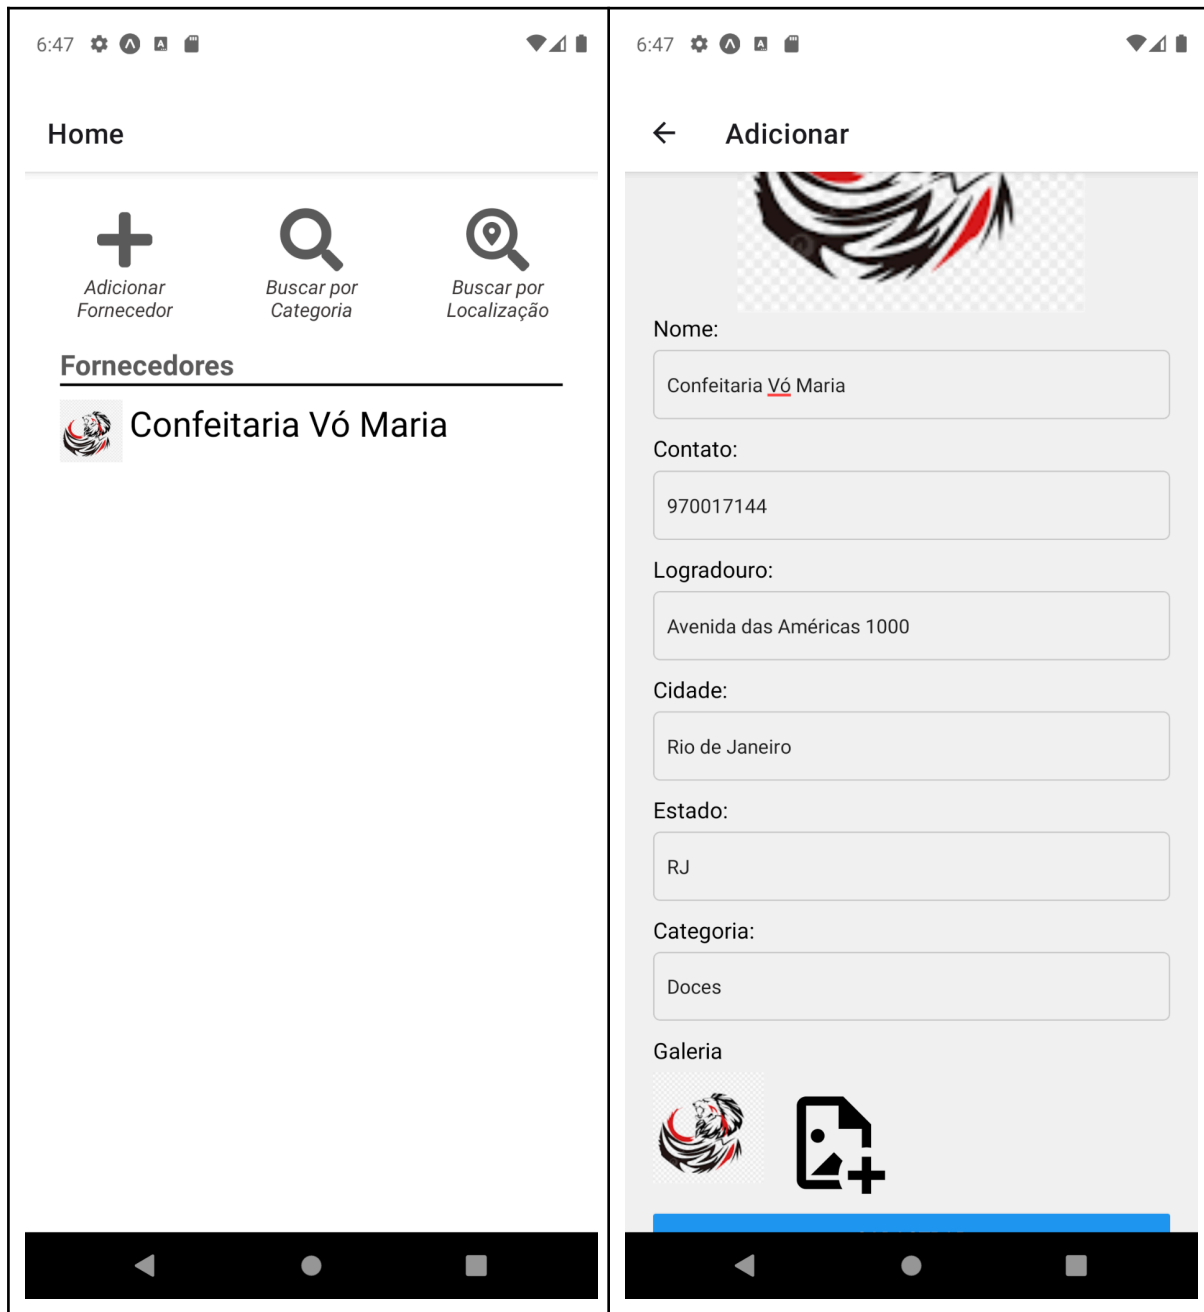 6:47
Home
Adicionar
Fornecedor
Buscar por
Categoria
Buscar por
Localização
Fornecedores
Confeitaria Vó Maria
6:47
Adicionar
Nome:
Confeitaria Vó Maria
Contato:
970017144
Logradouro:
Avenida das Américas 1000
Cidade:
Rio de Janeiro
Estado:
RJ
Categoria:
Doces
Galeria